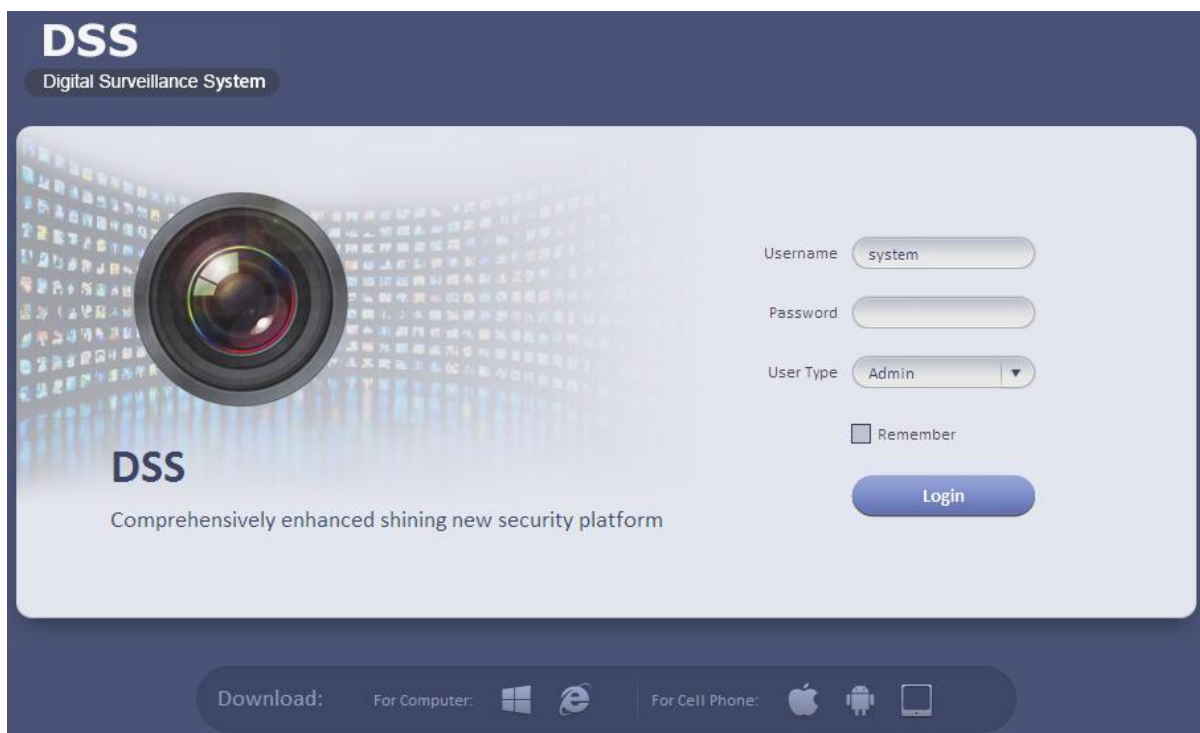 DSS
Digital Surveillance System
Username system
Password
User Type Admin
Remember
Login
DSS
Comprehensively enhanced shining new security platform
Download: For Computer: For Cell Phone: